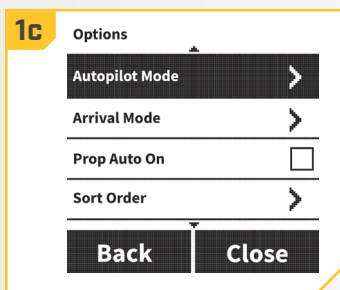 1c
Options
Autopilot Mode
Arrival Mode
Prop Auto On
Sort Order
Back Close